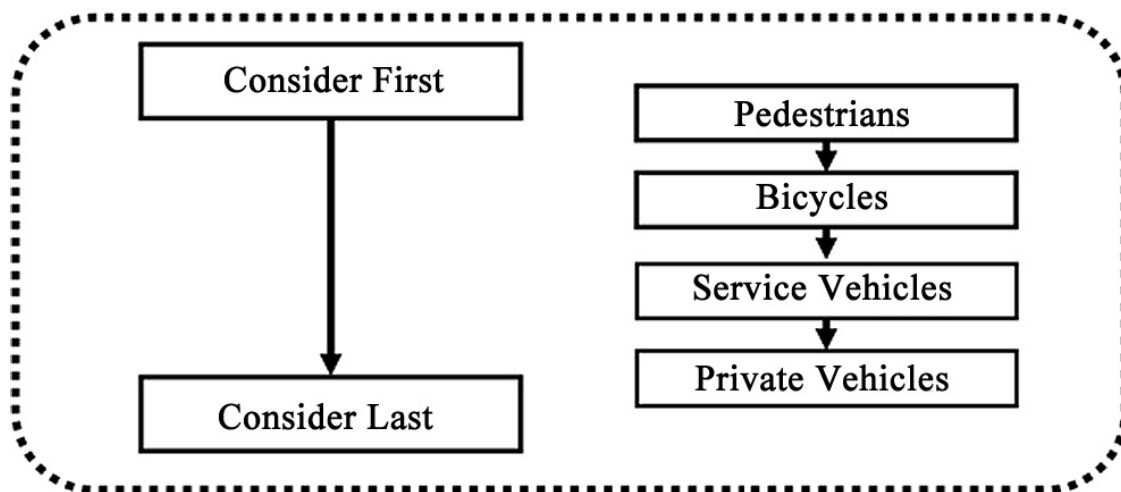 Consider First
Consider Last
Pedestrians
Bicycles
Service Vehicles
Private Vehicles